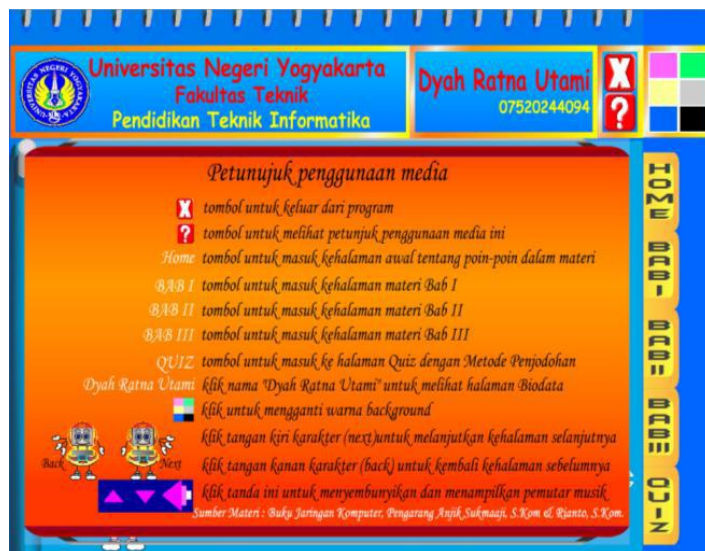 Universitas Negeri Yogyakarta
Fakultas Teknik
Pendidikan Teknik Informatika
Dyah Ratna Utami
07520244094
X
?
Petunujuk penggunaan media
X tombol untuk keluar dari program
? tombol untuk melihat petunjuk penggunaan media ini
Home tombol untuk masuk kehalaman awal tentang poin-poin dalam materi
BAB I tombol untuk masuk kehalaman materi Bab I
BAB II tombol untuk masuk kehalaman materi Bab II
BAB III tombol untuk masuk kehalaman materi Bab III
QUIZ tombol untuk masuk ke halaman Quiz dengan Metode Penjodohan
Dyah Ratna Utami klik nama "Dyah Ratna Utami" untuk melihat halaman Biodata
klik untuk mengganti warna background
klik tangan kiri karakter (next)untuk melanjutkan kehalaman selanjutnya
Back Next klik tangan kanan karakter (back) untuk kembali kehalaman sebelumnya
klik tanda ini untuk menyembunyikan dan menampilkan pemutar musik
Sumber Materi : Buku Jaringan Komputer, Pengarang Anjik Sukmaaji, S.Kom & Rianto, S.Kom.
HOME
BAB I
BAB II
BAB III
QUIZ